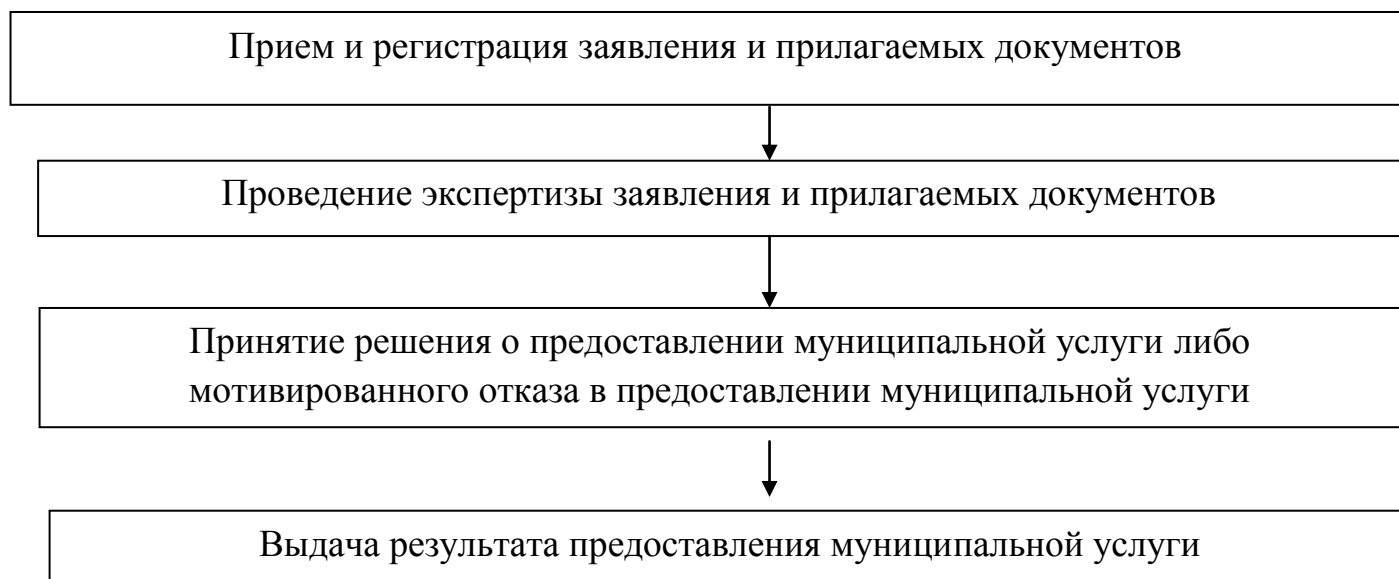 Прием и регистрация заявления и прилагаемых документов
Проведение экспертизы заявления и прилагаемых документов
Принятие решения о предоставлении муниципальной услуги либо
мотивированного отказа в предоставлении муниципальной услуги
Выдача результата предоставления муниципальной услуги